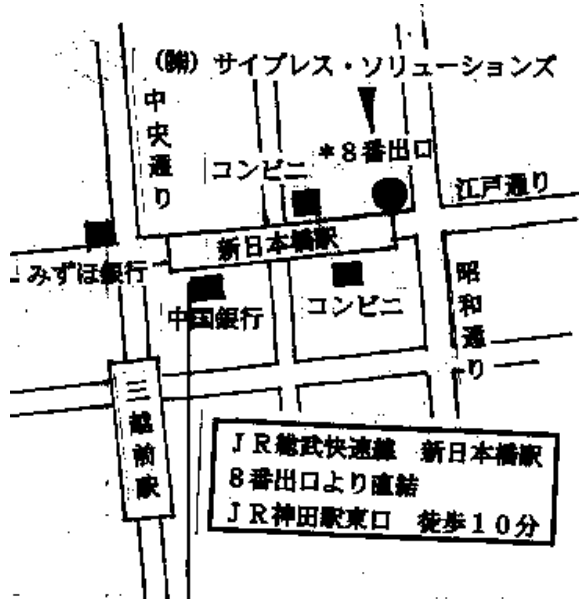 (株) サイプレス・ソリューションズ
中央通り
コンビニ
*8番出口
江戸通り
新日本橋駅
みずほ銀行
中国銀行
コンビニ
昭和通り
三越前駅
JR総武快速線 新日本橋駅
8番出口より直結
JR神田駅東口 徒歩10分